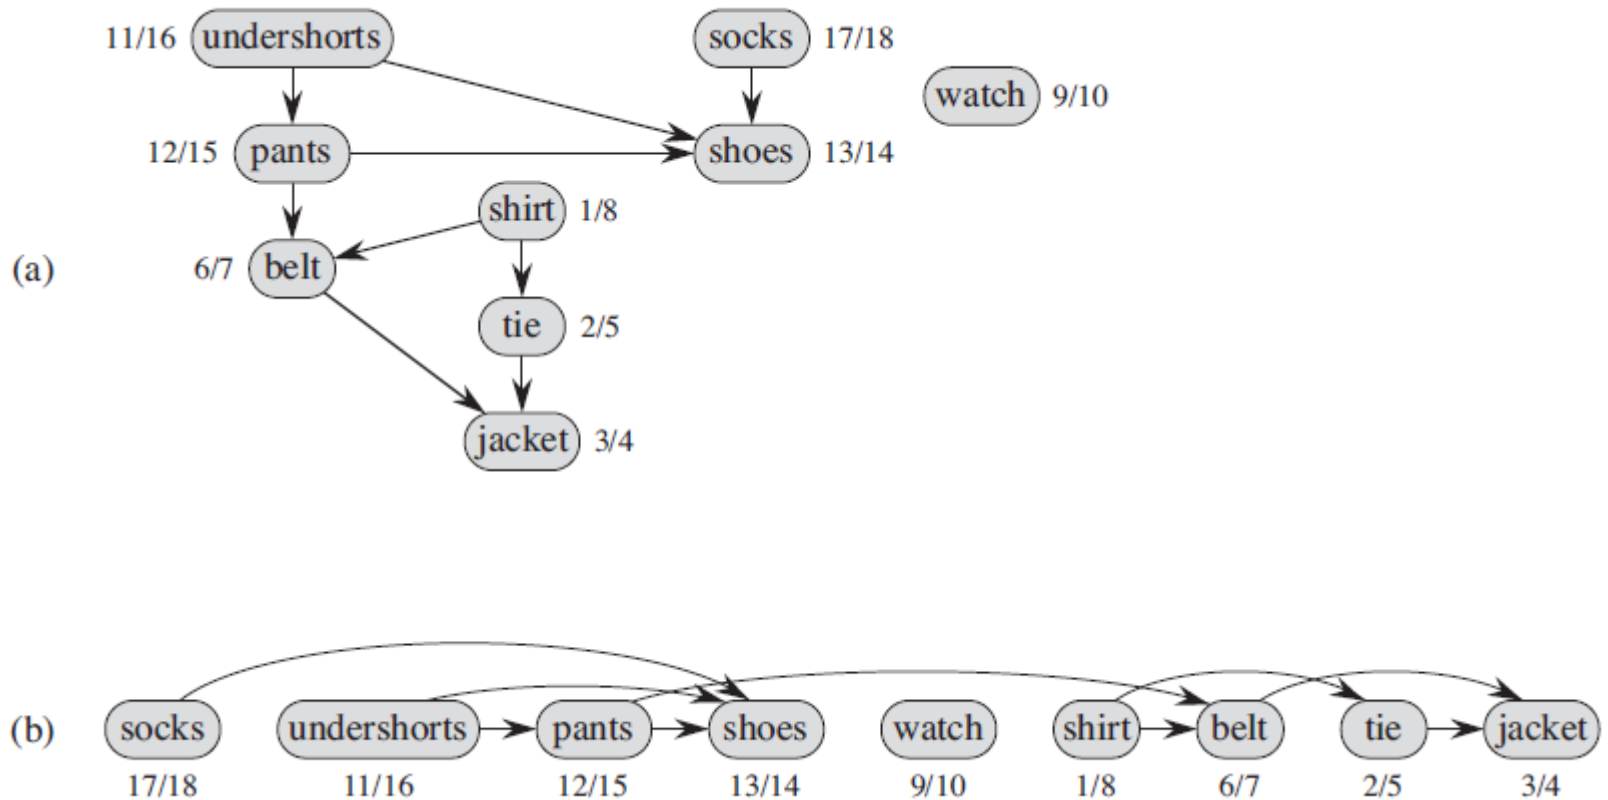 11/16 undershorts socks 17/18
watch 9/10
12/15 pants shoes 13/14
shirt 1/8
(a) 6/7 belt
tie 2/5
jacket 3/4
(b) socks undershorts pants shoes watch shirt belt tie jacket
17/18 11/16 12/15 13/14 9/10 1/8 6/7 2/5 3/4